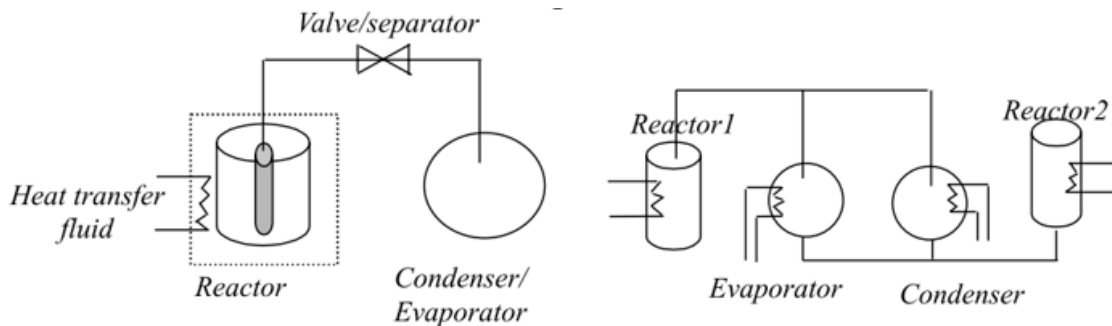 Valve/separator
Heat transfer
fluid
Reactor
Condenser/
Evaporator
Reactor1
Reactor2
Evaporator
Condenser